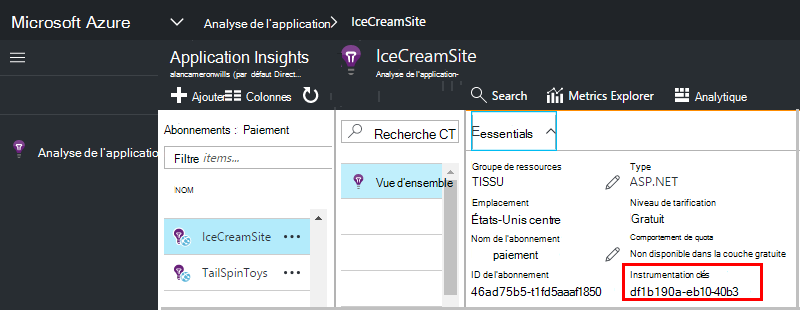 Microsoft Azure
Analyse de l'application
IceCreamSite
Application Insights
alancameronwills (par défaut Direct...
Ajouter
Colonnes
IceCreamSite
Analyse de l'application-
Search
Metrics Explorer
Analytique
Analyse de l'application
Abonnements : Paiement
Filtre items...
NOM
IceCreamSite
TailSpinToys
Recherche CT
Vue d'ensemble
Eessentials
Groupe de ressources
TISSU
Emplacement
États-Unis centre
Nom de l'abonnement
paiement
ID de l'abonnement
46ad75b5-t1fd5aaaf1850
Type
ASP.NET
Niveau de tarification
Gratuit
Comportement de quota
Non disponible dans la couche gratuite
Instrumentation clés
df1b190a-eb10-40b3